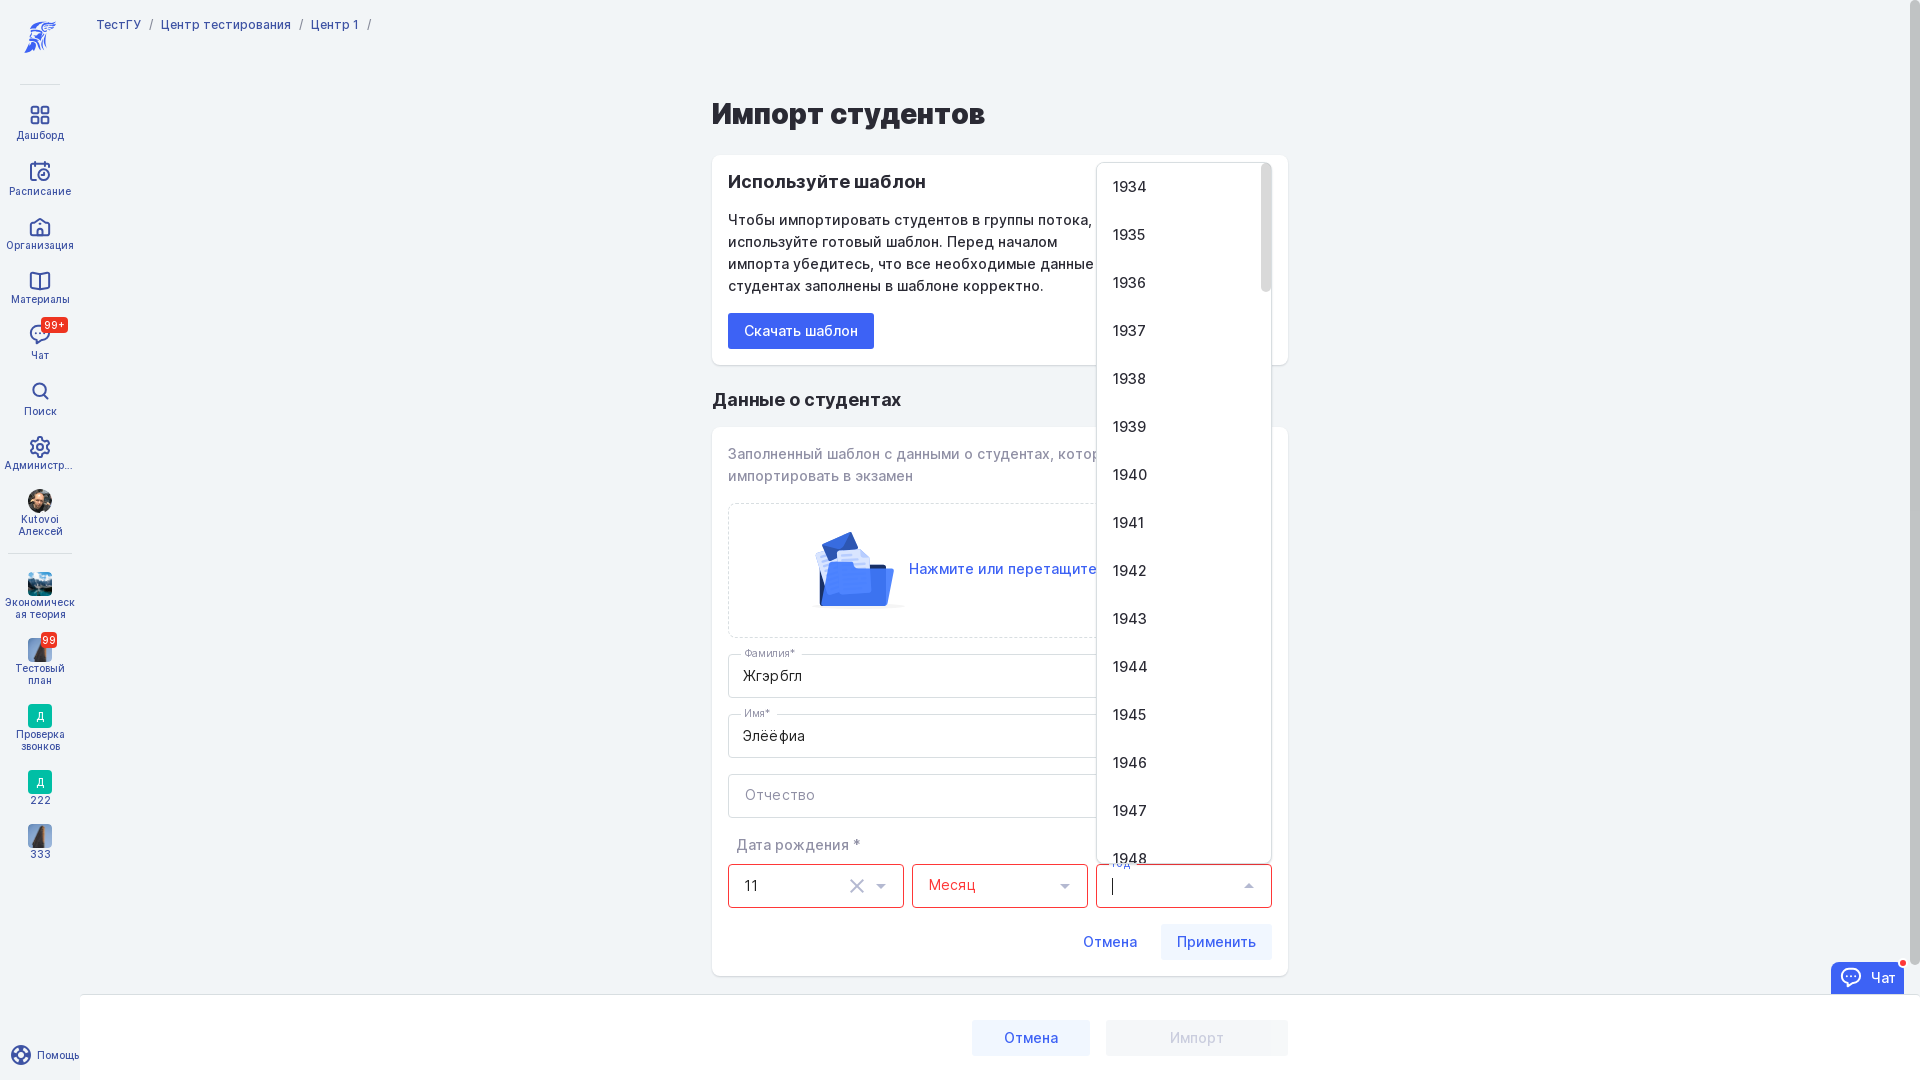 ТестГУ / Центр тестирования / Центр 1 /
Дашборд
Расписание
Организация
Материалы
99+
Чат
Поиск
Администр...
Kutovoi
Алексей
Экономическ
ая теория
99
Тестовый
план
Д
Проверка
звонков
Д
222
333
Помощь
Импорт студентов
Используйте шаблон
Чтобы импортировать студентов в группы потока,
используйте готовый шаблон. Перед началом
импорта убедитесь, что все необходимые данные
студентах заполнены в шаблоне корректно.
Скачать шаблон
Данные о студентах
Заполненный шаблон с данными о студентах, котор
импортировать в экзамен
Нажмите или перетащите
Фамилия*
Жгэрбгл
Имя*
Элёёфиа
Отчество
Дата рождения *
11
Месяц
1934
1935
1936
1937
1938
1939
1940
1941
1942
1943
1944
1945
1946
1947
1948
Год
Отмена
Применить
Чат
Отмена
Импорт